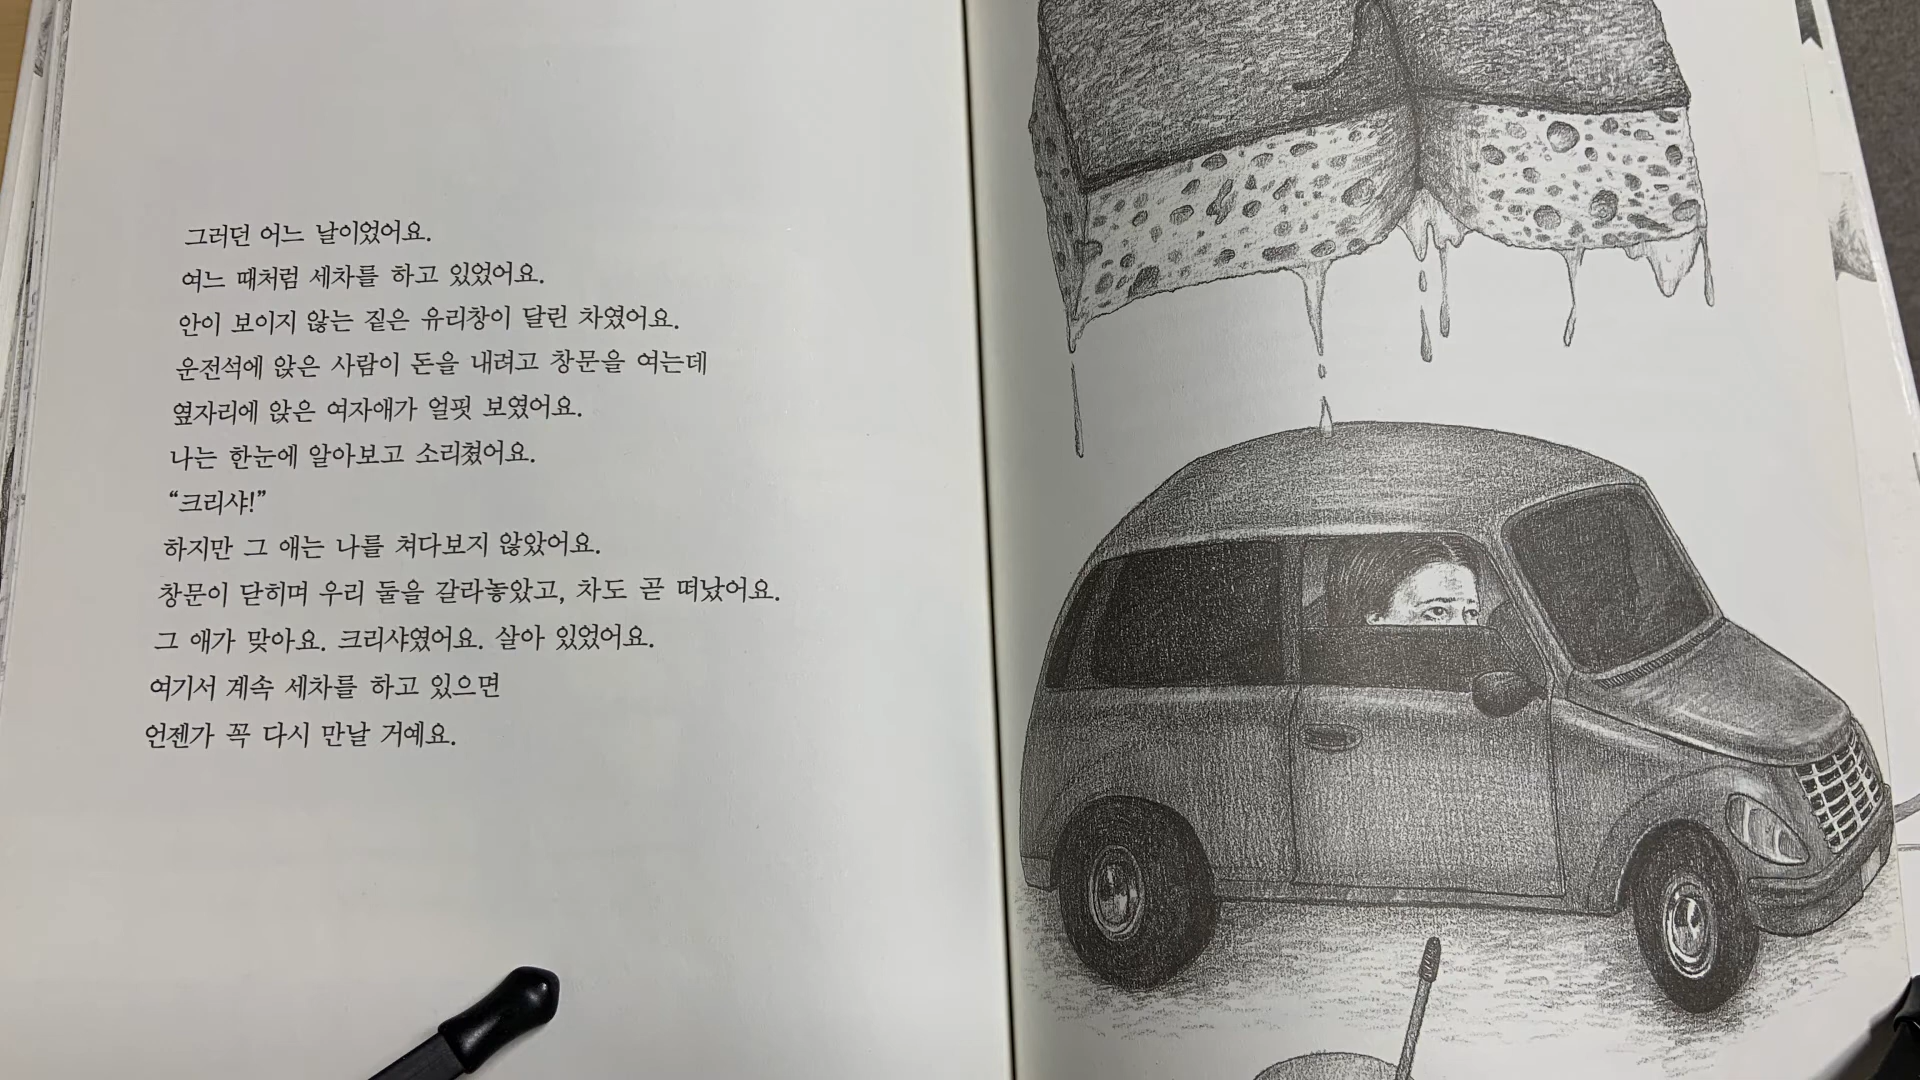 그러던 어느 날이었어요.
여느 때처럼 세차를 하고 있었어요.
안이 보이지 않는 짙은 유리창이 달린 차였어요.
운전석에 앉은 사람이 돈을 내려고 창문을 여는데
옆자리에 앉은 여자애가 얼핏 보였어요.
나는 한눈에 알아보고 소리쳤어요.
“크리샤!”
하지만 그 애는 나를 쳐다보지 않았어요.
창문이 닫히며 우리 둘을 갈라놓았고, 차도 곧 떠났어요.
그 애가 맞아요. 크리샤였어요. 살아 있었어요.
여기서 계속 세차를 하고 있으면
언젠가 꼭 다시 만날 거예요.